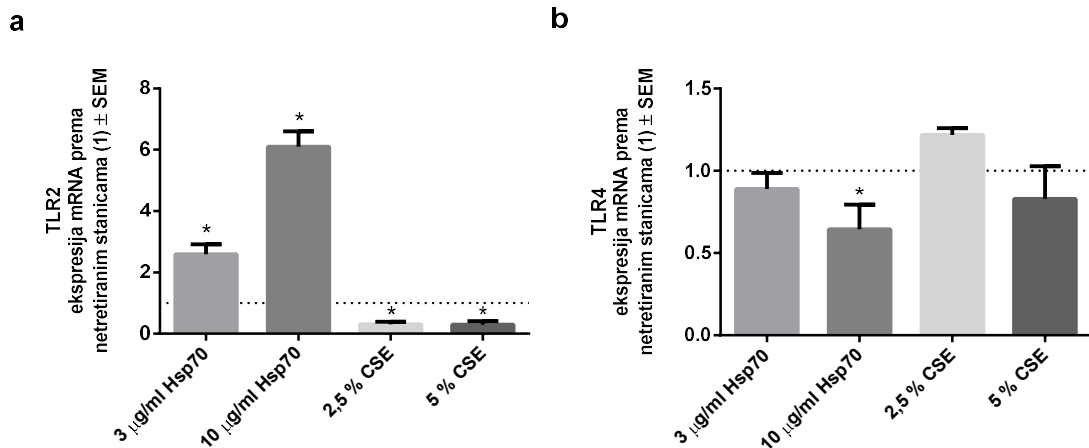 a
TLR2
ekspresija mRNA prema
netretiranim stanicama (1) ± SEM
8
6
4
2
0
*
*
*
*
3 μg/ml Hsp70
10 μg/ml Hsp70
2,5 % CSE
5 % CSE
b
TLR4
ekspresija mRNA prema
netretiranim stanicama (1) ± SEM
1.5
1.0
0.5
0.0
*
3 μg/ml Hsp70
10 μg/ml Hsp70
2,5 % CSE
5 % CSE